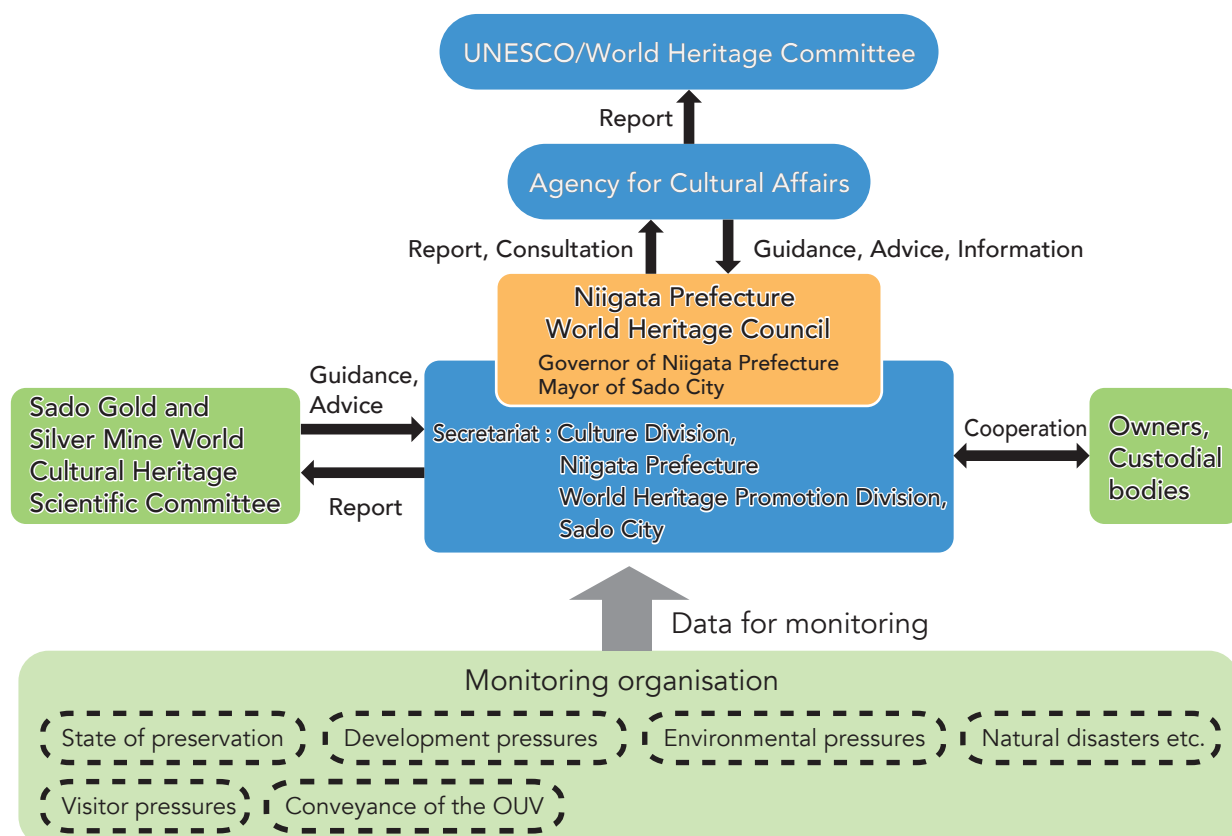 UNESCO/World Heritage Committee
Report
Agency for Cultural Affairs
Report, Consultation
Guidance, Advice, Information
Niigata Prefecture
World Heritage Council
Governor of Niigata Prefecture
Mayor of Sado City
Guidance,
Advice
Sado Gold and
Silver Mine World
Cultural Heritage
Scientific Committee
Report
Secretariat : Culture Division,
Niigata Prefecture
World Heritage Promotion Division,
Sado City
Cooperation
Owners,
Custodial
bodies
Data for monitoring
Monitoring organisation
State of preservation
Development pressures
Environmental pressures
Natural disasters etc.
Visitor pressures
Conveyance of the OUV